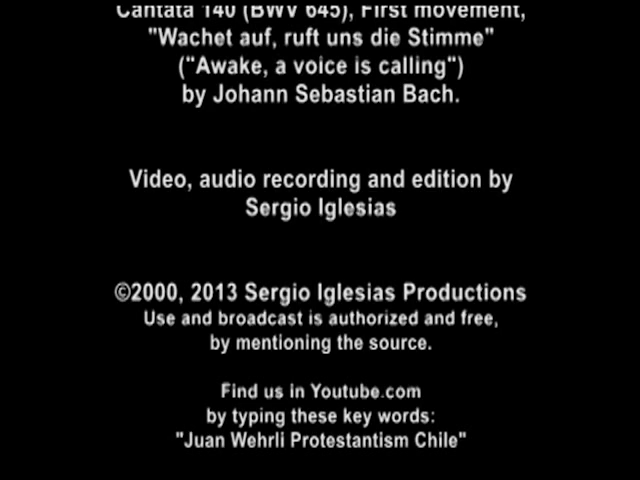 Cantata 140 (BWV 645), First movement,
"Wachet auf, ruft uns die Stimme"
("Awake, a voice is calling")
by Johann Sebastian Bach.
Video, audio recording and edition by
Sergio Iglesias
©2000, 2013 Sergio Iglesias Productions
Use and broadcast is authorized and free,
by mentioning the source.
Find us in Youtube.com
by typing these key words:
"Juan Wehrli Protestantism Chile"